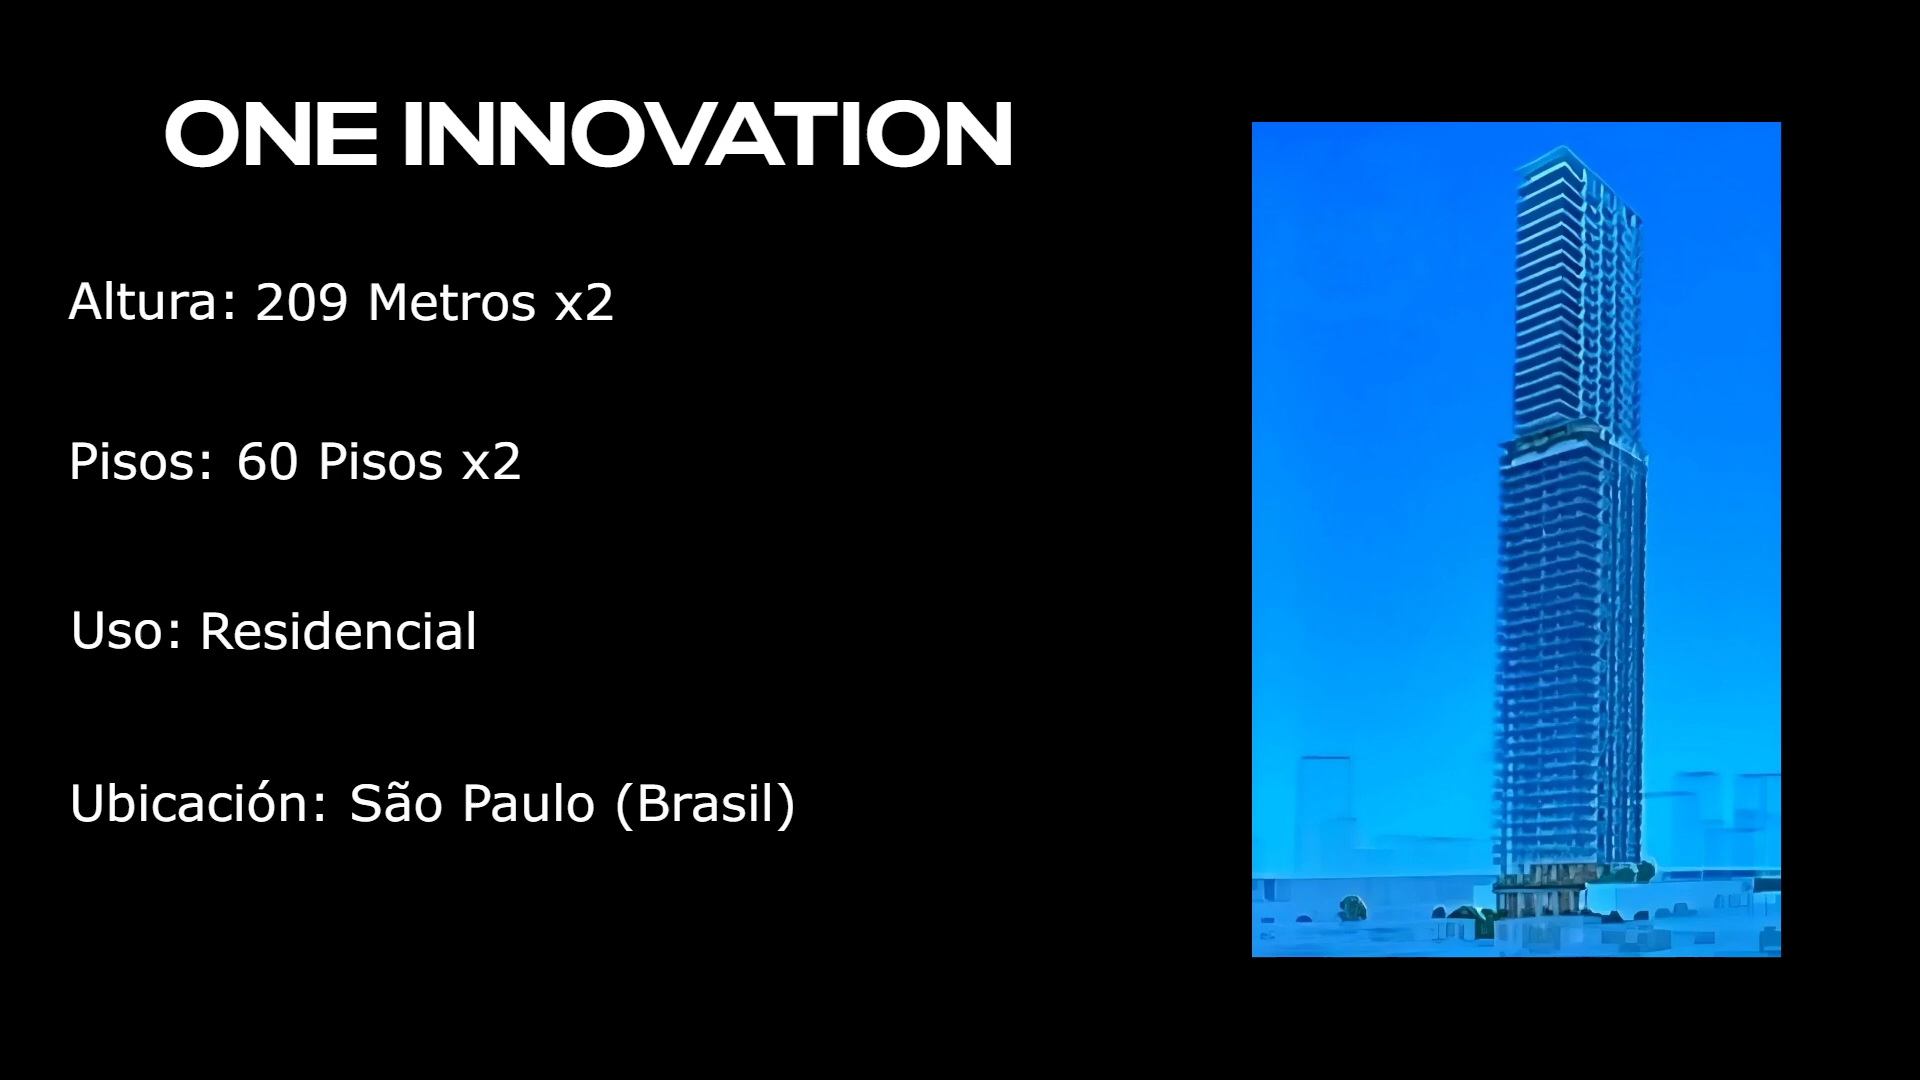 ONE INNOVATION
Altura: 209 Metros x2
Pisos: 60 Pisos x2
Uso: Residencial
Ubicación: São Paulo (Brasil)